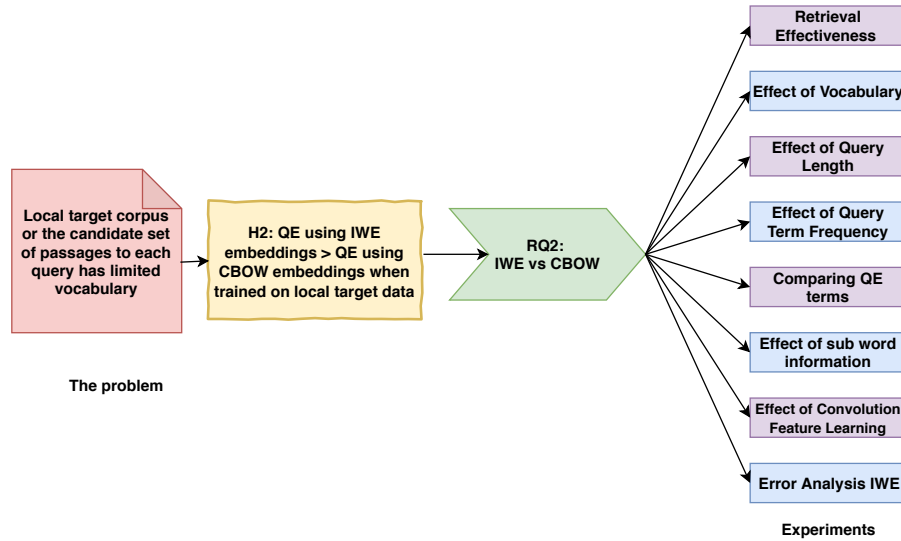 Local target corpus
or the candidate set
of passages to each
query has limited
vocabulary
The problem
H2: QE using IWE
embeddings > QE using
CBOW embeddings when
trained on local target data
RQ2:
IWE vs CBOW
Retrieval
Effectiveness
Effect of Vocabulary
Effect of Query
Length
Effect of Query
Term Frequency
Comparing QE
terms
Effect of sub word
information
Effect of Convolution
Feature Learning
Error Analysis IWE
Experiments